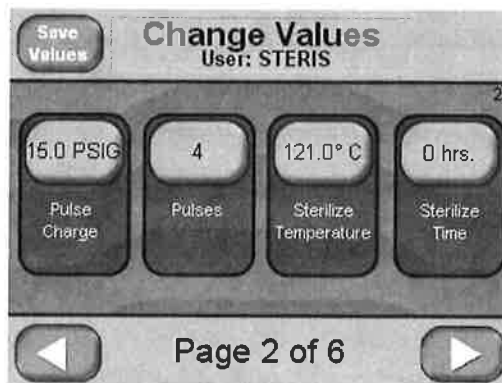 Save
Values
Change Values
User: STERIS
2
15.0 PSIG
Pulse
Charge
4
Pulses
121.0° C
Sterilize
Temperature
0 hrs.
Sterilize
Time
Page 2 of 6